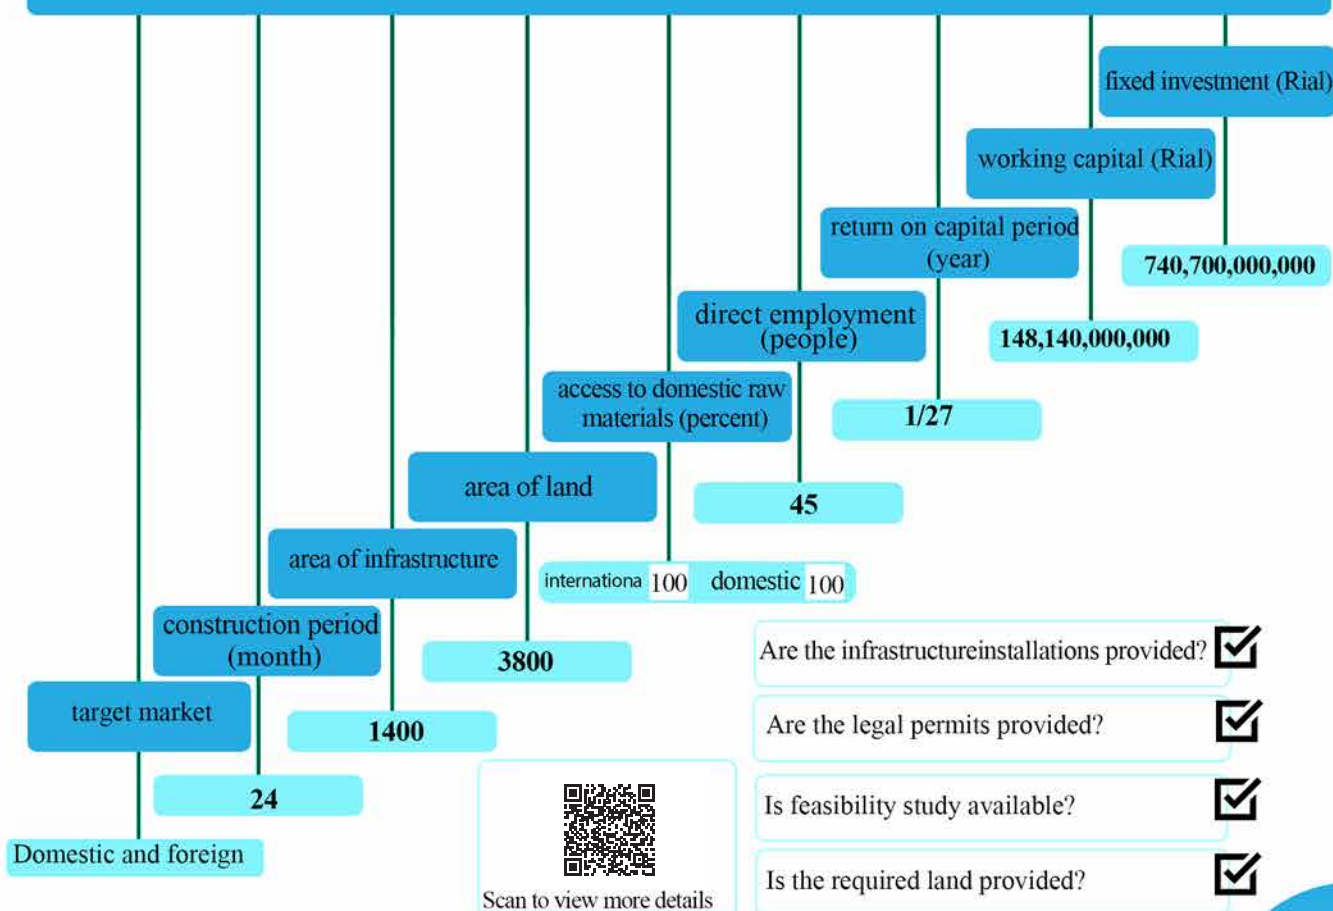 fixed investment (Rial)
740,700,000,000
working capital (Rial)
148,140,000,000
return on capital period
(year)
1/27
direct employment
(people)
45
access to domestic raw
materials (percent)
internationa 100 domestic 100
area of land
3800
area of infrastructure
1400
construction period
(month)
24
target market
Domestic and foreign
Are the infrastructureinstallations provided?
Are the legal permits provided?
Is feasibility study available?
Is the required land provided?
Scan to view more details